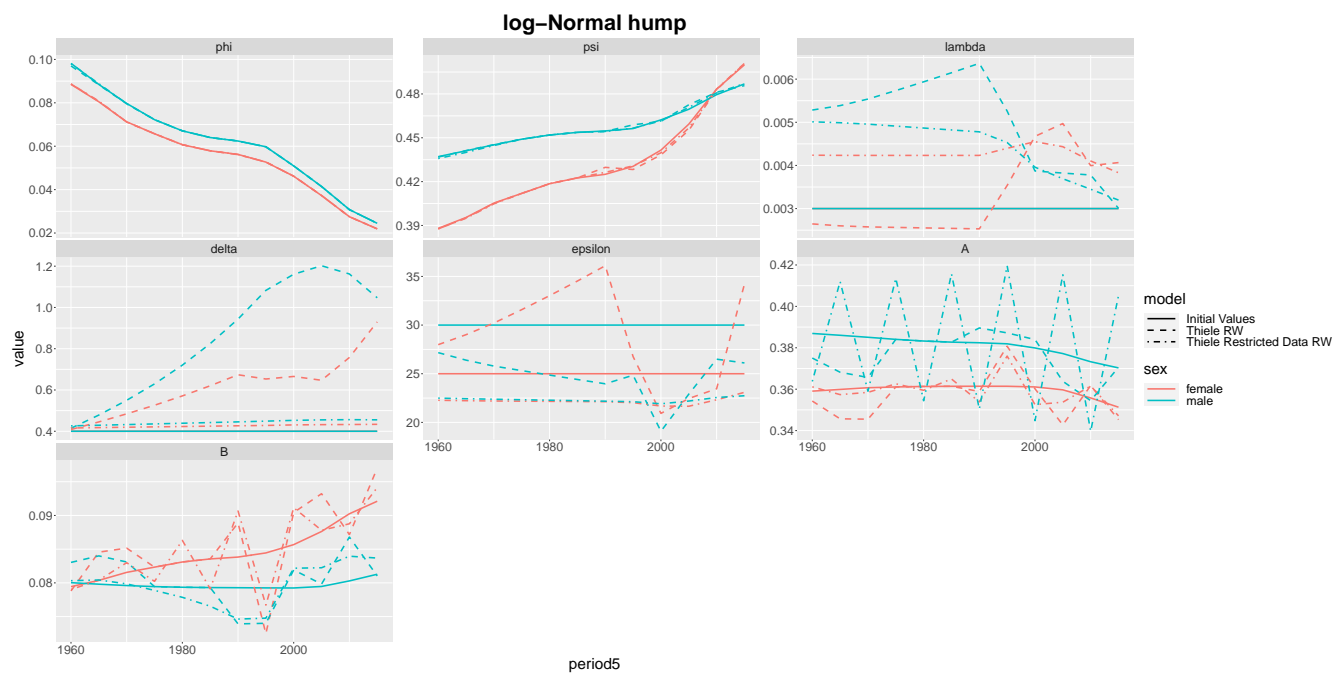 log−Normal hump
phi
psi
lambda
0.10
0.08
0.06
0.04
0.02
0.48
0.45
0.42
0.39
0.006
0.005
0.004
0.003
delta
epsilon
A
1.2
1.0
0.8
0.6
0.4
35
30
25
20
0.42
0.40
0.38
0.36
0.34
1960
1980
2000
1960
1980
2000
B
0.09
0.08
1960
1980
2000
value
period5
model
Initial Values
Thiele RW
Thiele Restricted Data RW
sex
female
male